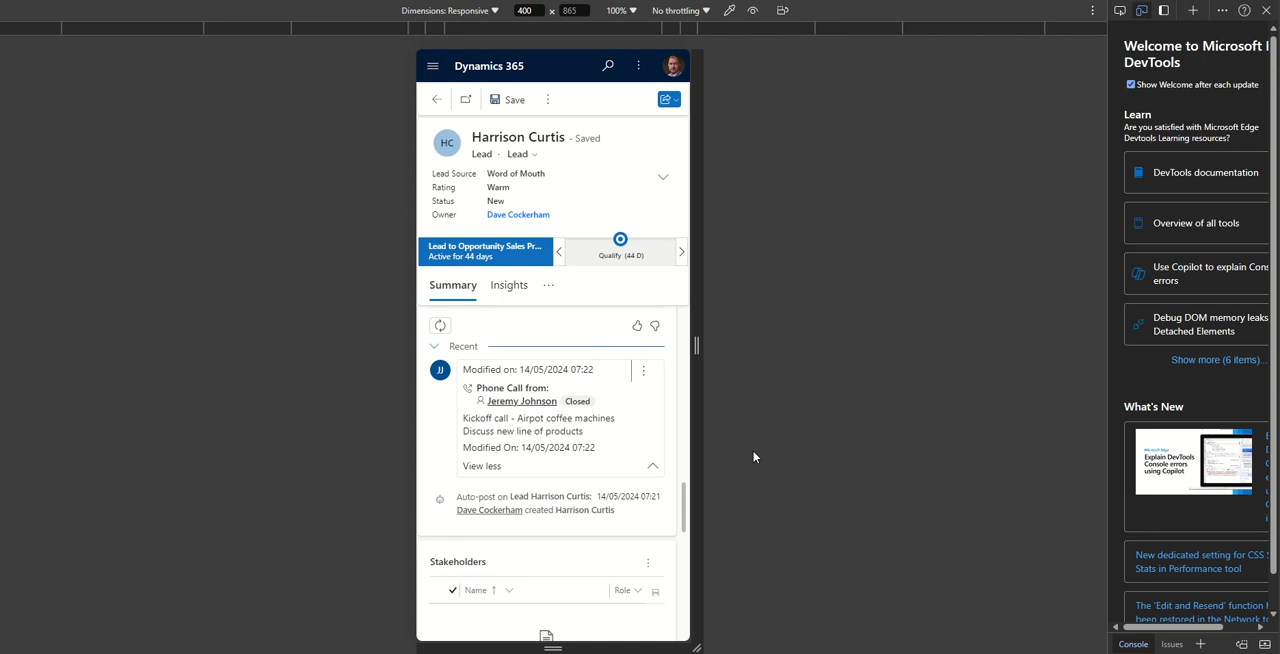 Dimensions: Responsive ▼ 400 x 865 100% ▼ No throttling ▼
Dynamics 365
Save
HC
Harrison Curtis - Saved
Lead · Lead
Lead Source Word of Mouth
Rating Warm
Status New
Owner Dave Cockerham
Lead to Opportunity Sales Pr...
Active for 44 days
Qualify (44 D)
Summary Insights ...
Recent
JJ
Modified on: 14/05/2024 07:22
Phone Call from:
Jeremy Johnson Closed
Kickoff call - Airpot coffee machines
Discuss new line of products
Modified On: 14/05/2024 07:22
View less
Auto-post on Lead Harrison Curtis: 14/05/2024 07:21
Dave Cockerham created Harrison Curtis
Stakeholders
Name ↑ Role
Welcome to Microsoft
DevTools
Show Welcome after each update
Learn
Are you satisfied with Microsoft Edge
Devtools Learning resources?
DevTools documentation
Overview of all tools
Use Copilot to explain Cons
errors
Debug DOM memory leaks
Detached Elements
Show more (6 items)...
What's New
Microsoft Edge
Explain DevTools
Console errors
using Copilot
New dedicated setting for CSS
Stats in Performance tool
The 'Edit and Resend' function
been restored in the Network to
Console Issues